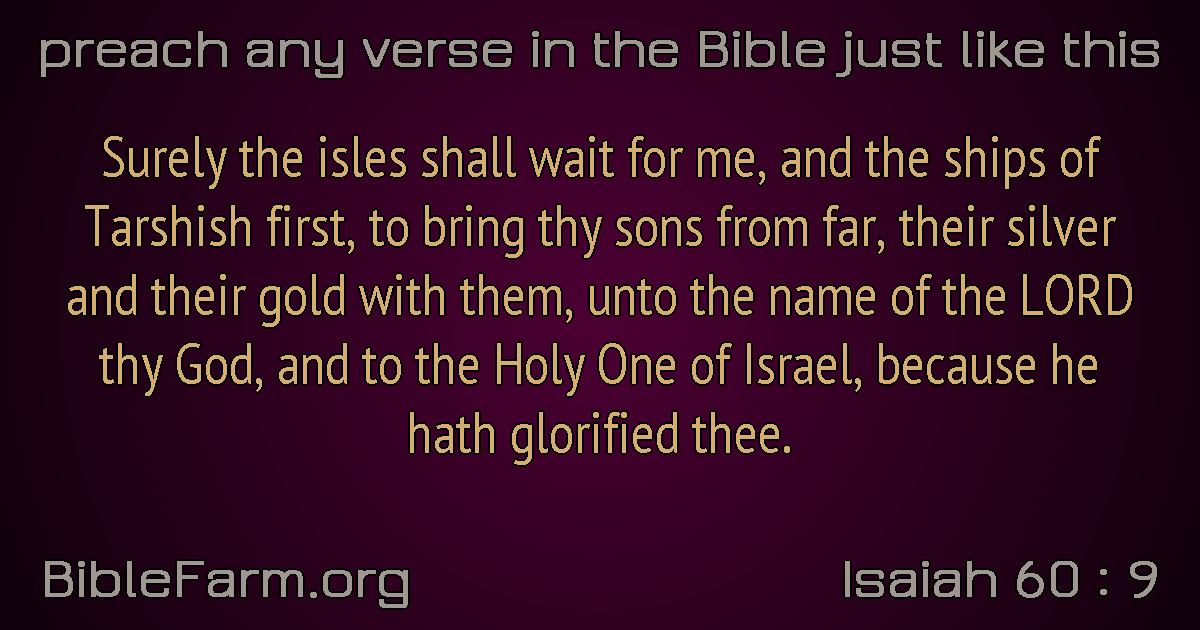 preach any verse in the Bible just like this
Surely the isles shall wait for me, and the ships of
Tarshish first, to bring thy sons from far, their silver
and their gold with them, unto the name of the LORD
thy God, and to the Holy One of Israel, because he
hath glorified thee.
BibleFarm.org
Isaiah 60 : 9